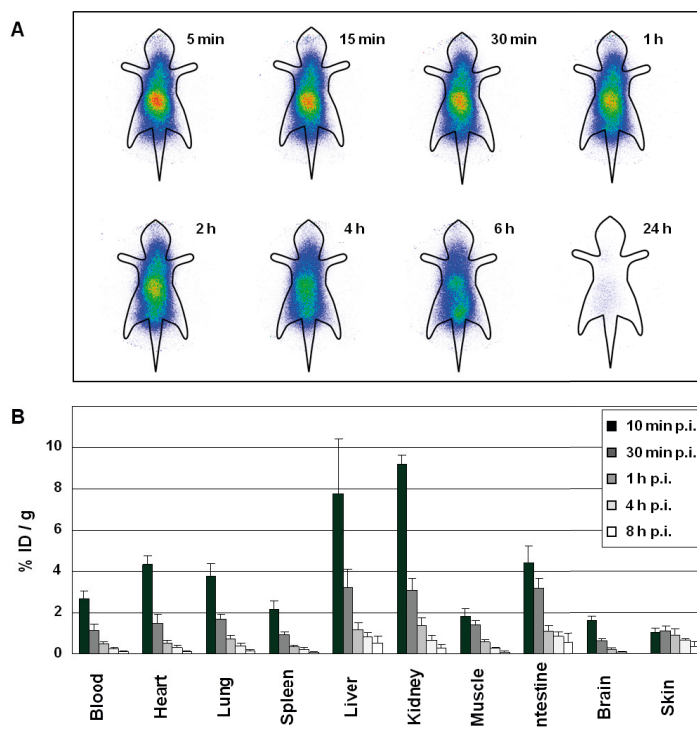 A
5 min
15 min
30 min
1 h
2 h
4 h
6 h
24 h
B
% ID / g
10
8
6
4
2
0
10 min p.i.
30 min p.i.
1 h p.i.
4 h p.i.
8 h p.i.
Blood
Heart
Lung
Spleen
Liver
Kidney
Muscle
ntestine
Brain
Skin